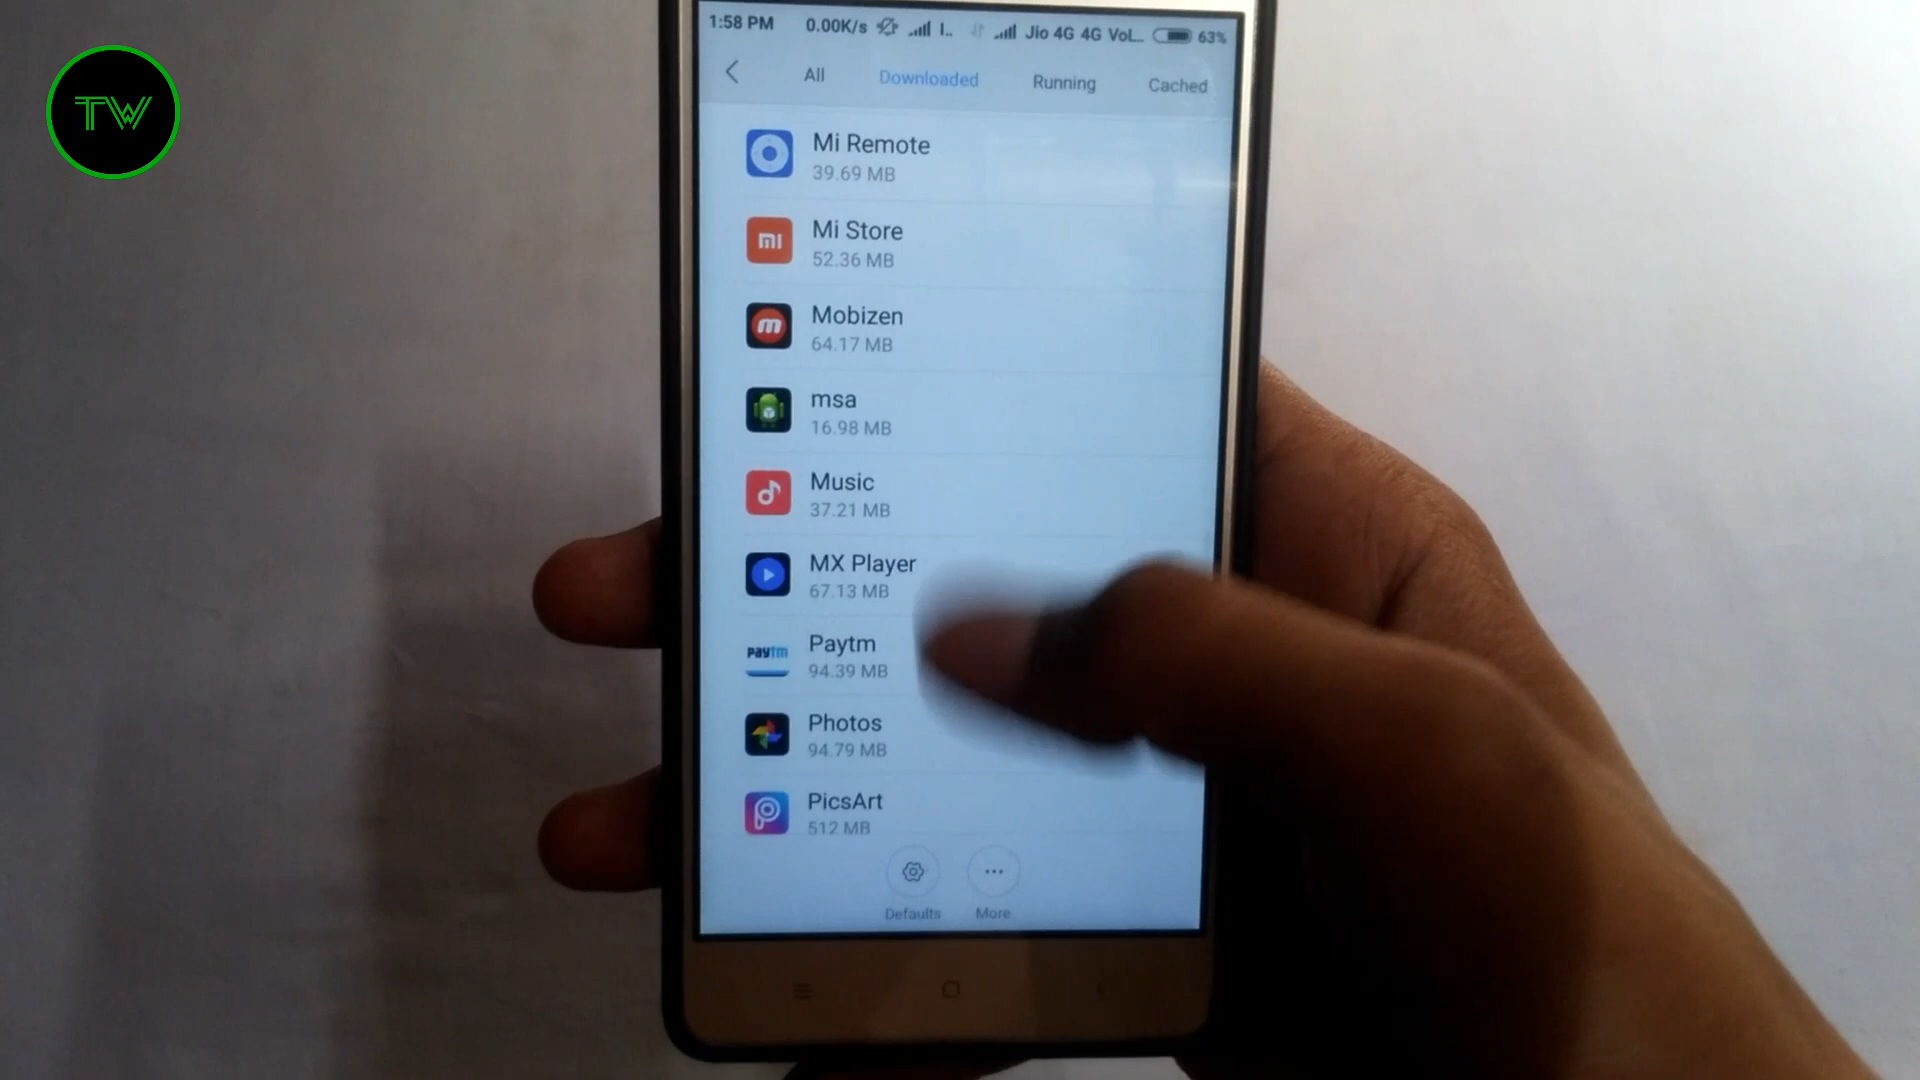 TW
1:58 PM 0.00K/s I.. Jio 4G 4G VoL... 63%
All Downloaded Running Cached
Mi Remote
39.69 MB
mi
Mi Store
52.36 MB
m
Mobizen
64.17 MB
msa
16.98 MB
Music
37.21 MB
MX Player
67.13 MB
Paytm
Paytm
94.39 MB
Photos
94.79 MB
PicsArt
512 MB
Defaults More